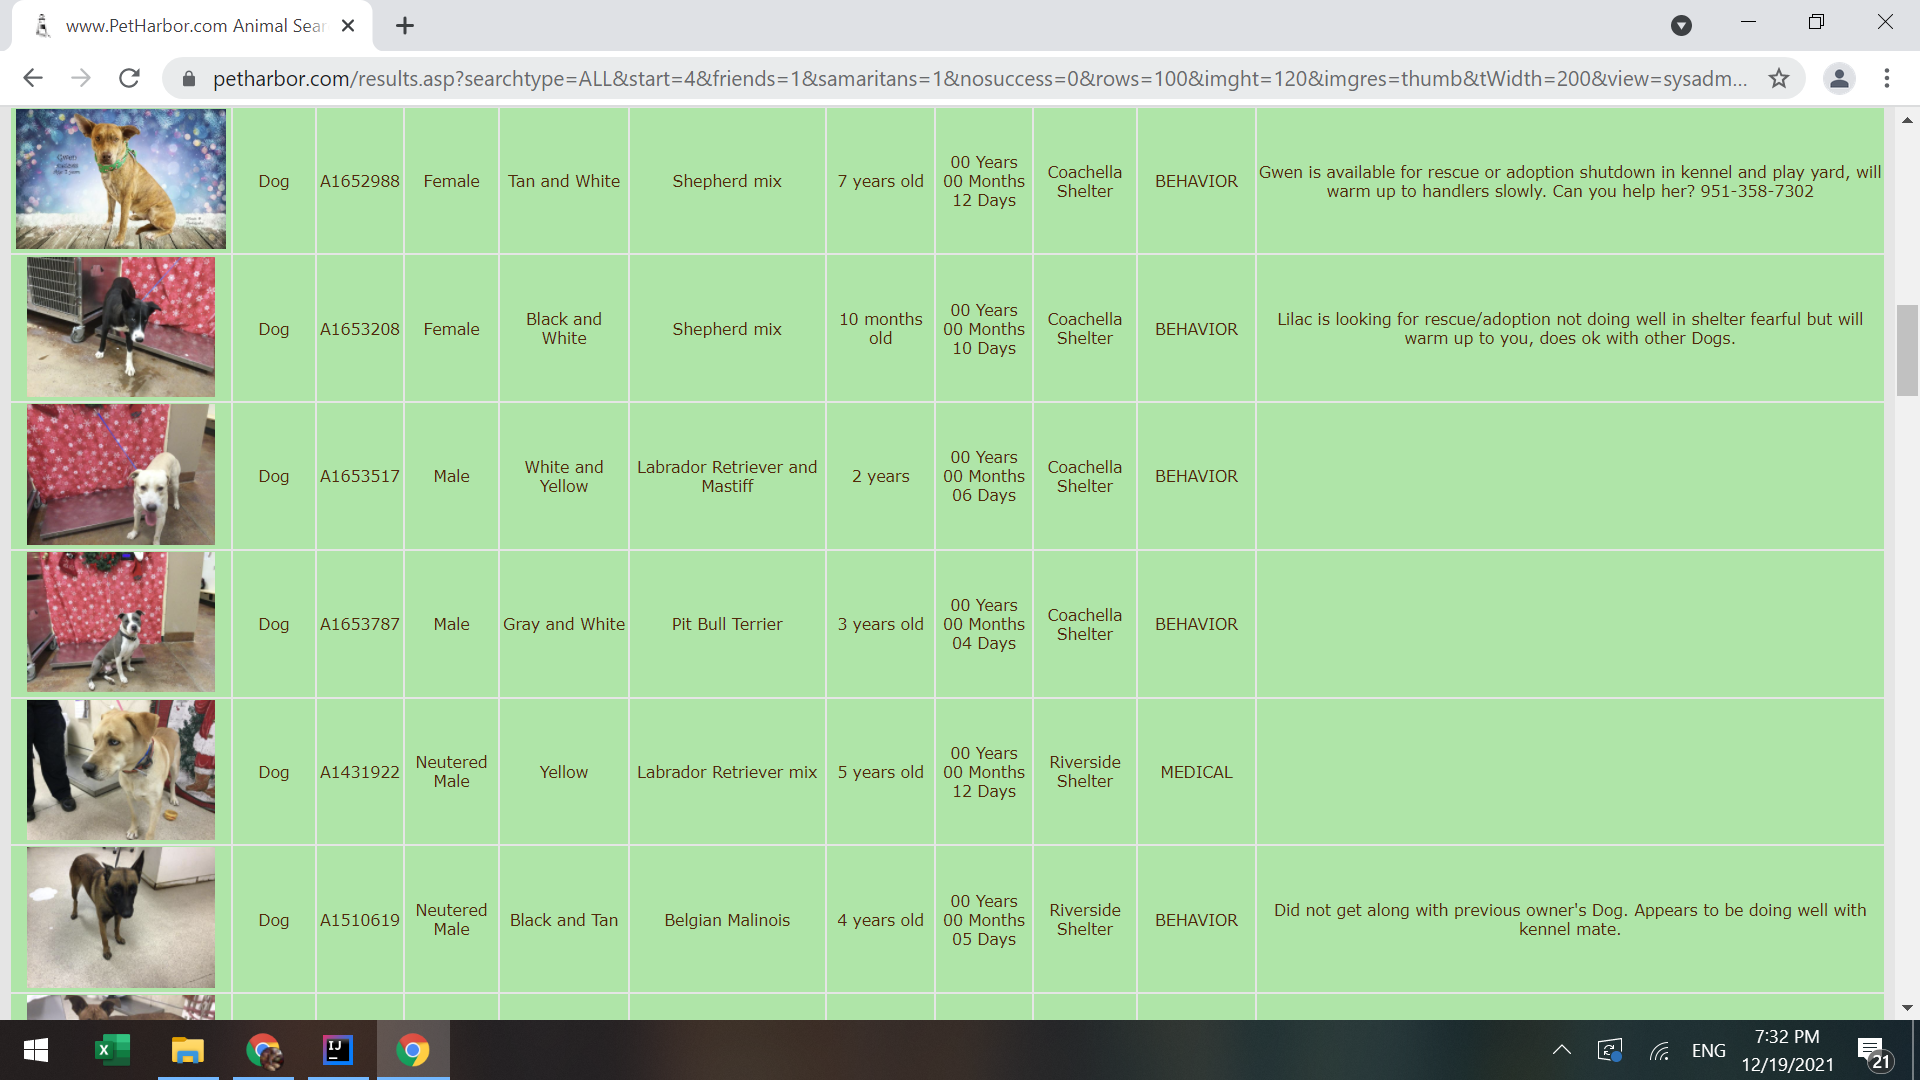 www.PetHarbor.com Animal Sear
petharbor.com/results.asp?searchtype=ALL&start=4&friends=1&samaritans=1&nosuccess=0&rows=100&imght=120&imgres=thumb&tWidth=200&view=sysadm...
Gwen
Dog
A1652988
Female
Tan and White
Shepherd mix
7 years old
00 Years
00 Months
12 Days
Coachella
Shelter
BEHAVIOR
Gwen is available for rescue or adoption shutdown in kennel and play yard, will
warm up to handlers slowly. Can you help her? 951-358-7302
Dog
A1653208
Female
Black and
White
Shepherd mix
10 months
old
00 Years
00 Months
10 Days
Coachella
Shelter
BEHAVIOR
Lilac is looking for rescue/adoption not doing well in shelter fearful but will
warm up to you, does ok with other Dogs.
Dog
A1653517
Male
White and
Yellow
Labrador Retriever and
Mastiff
2 years
00 Years
00 Months
06 Days
Coachella
Shelter
BEHAVIOR
Dog
A1653787
Male
Gray and White
Pit Bull Terrier
3 years old
00 Years
00 Months
04 Days
Coachella
Shelter
BEHAVIOR
Dog
A1431922
Neutered
Male
Yellow
Labrador Retriever mix
5 years old
00 Years
00 Months
12 Days
Riverside
Shelter
MEDICAL
Dog
A1510619
Neutered
Male
Black and Tan
Belgian Malinois
4 years old
00 Years
00 Months
05 Days
Riverside
Shelter
BEHAVIOR
Did not get along with previous owner's Dog. Appears to be doing well with
kennel mate.
IJ
ENG
7:32 PM
12/19/2021
21